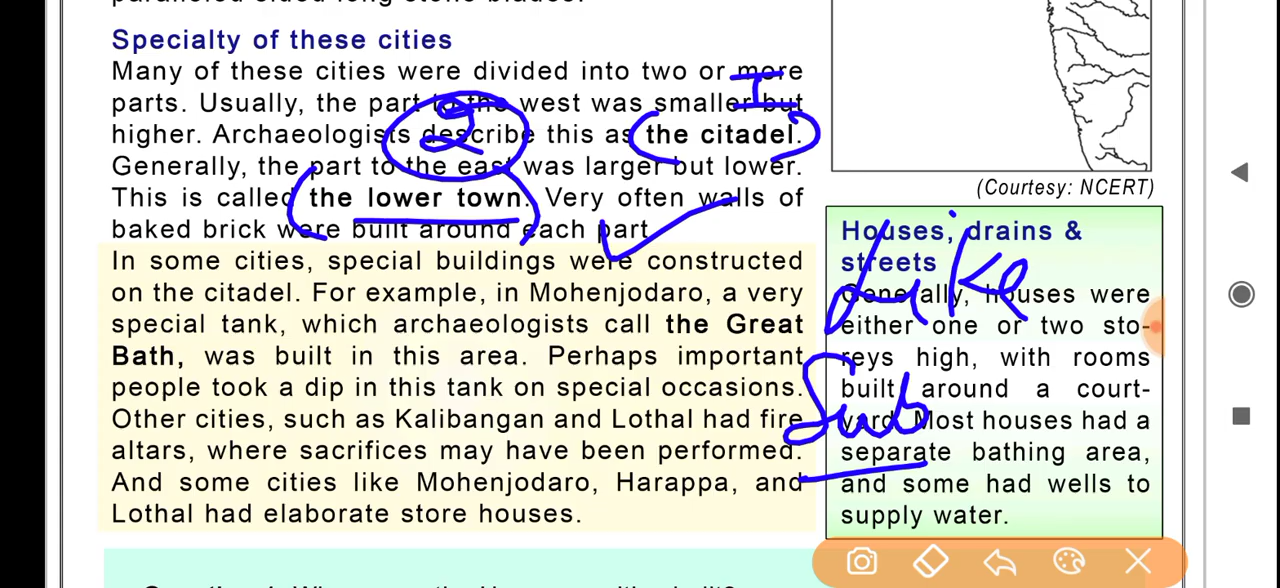 paralleled sided long stone blades.
Specialty of these cities
Many of these cities were divided into two or more
parts. Usually, the part to the west was smaller but
higher. Archaeologists describe this as the citadel.
Generally, the part to the east was larger but lower.
This is called the lower town. Very often walls of
baked brick were built around each part.
In some cities, special buildings were constructed
on the citadel. For example, in Mohenjodaro, a very
special tank, which archaeologists call the Great
Bath, was built in this area. Perhaps important
people took a dip in this tank on special occasions.
Other cities, such as Kalibangan and Lothal had fire
altars, where sacrifices may have been performed.
And some cities like Mohenjodaro, Harappa, and
Lothal had elaborate store houses.
I
2
(Courtesy: NCERT)
Houses, drains &
streets
Generally, houses were
either one or two sto-
reys high, with rooms
built around a court-
yard. Most houses had a
separate bathing area,
and some had wells to
supply water.
Like
Sub